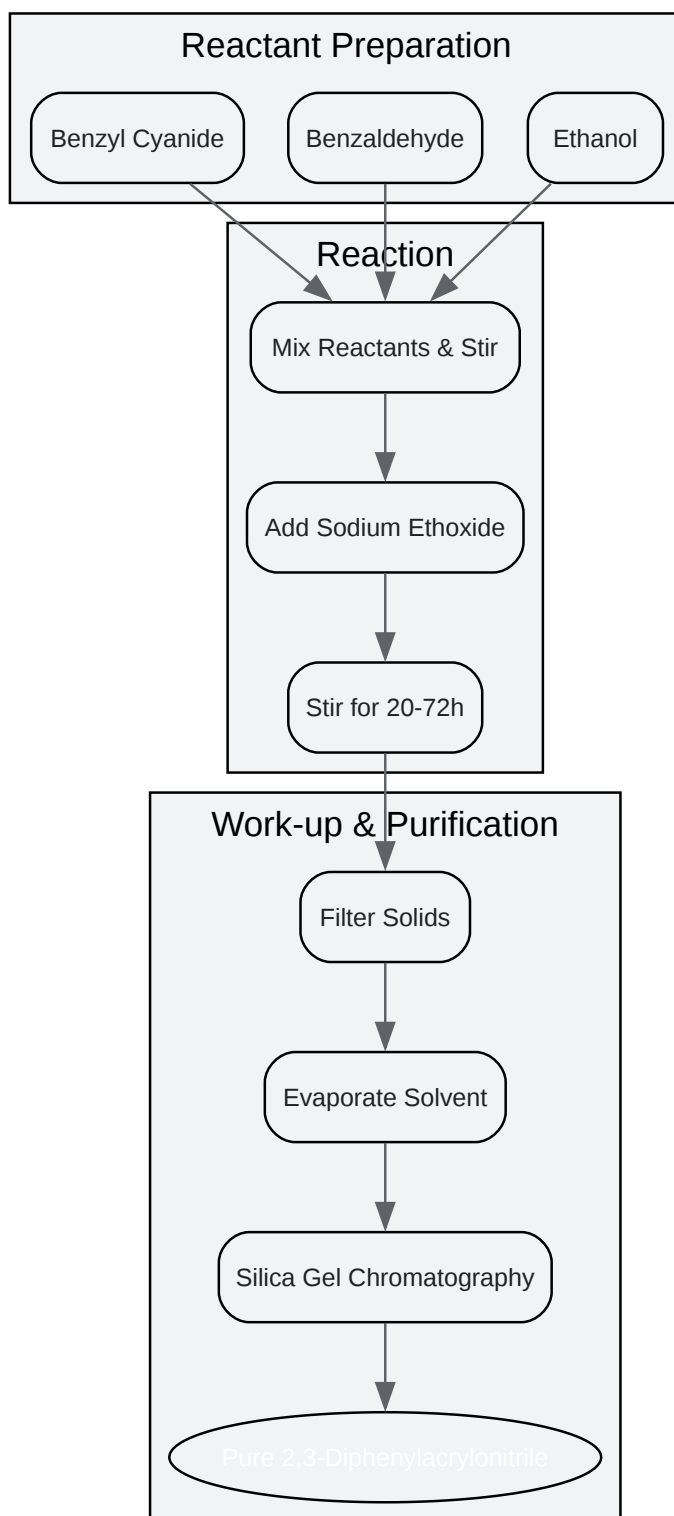 Reactant Preparation
Benzyl Cyanide
Benzaldehyde
Ethanol
Reaction
Mix Reactants & Stir
Add Sodium Ethoxide
Stir for 20-72h
Work-up & Purification
Filter Solids
Evaporate Solvent
Silica Gel Chromatography
Pure 2,3-Diphenylacrylonitrile